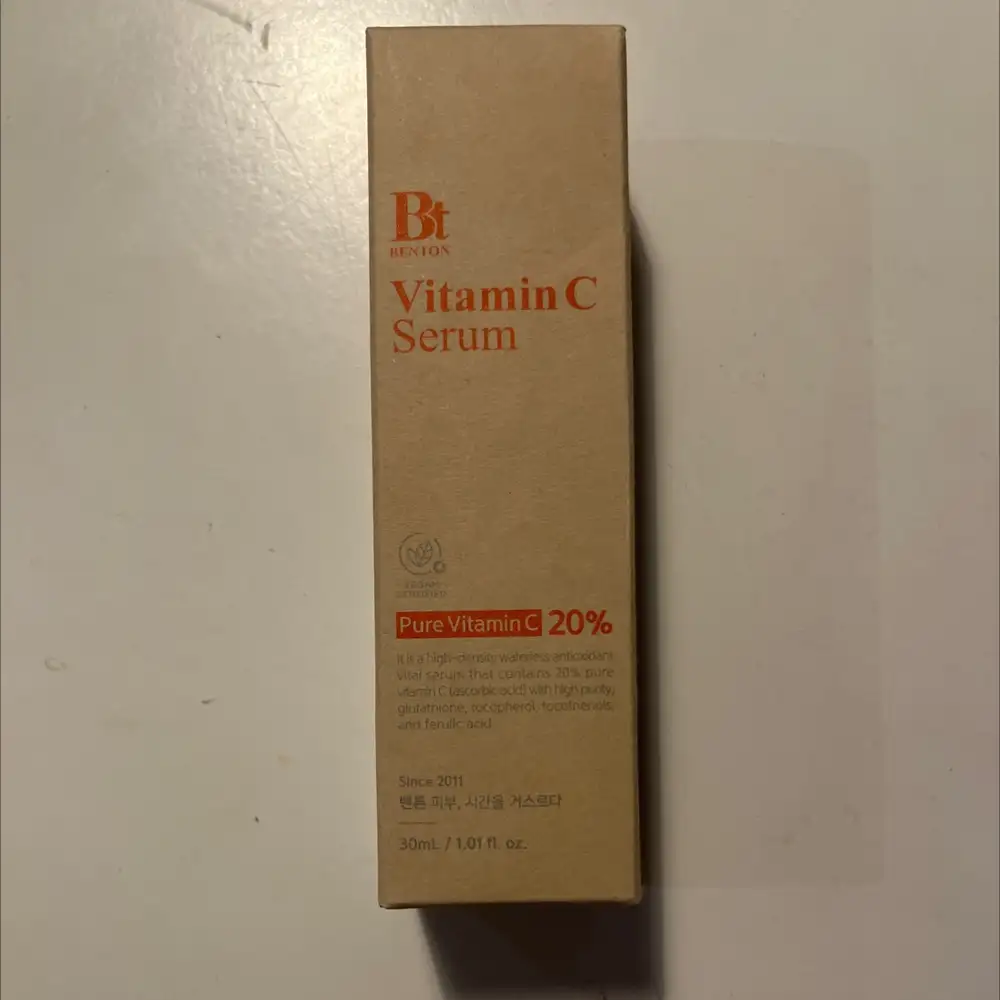 Bt
BENTON
Vitamin C
Serum
VEGAN
CERTIFIED
Pure Vitamin C 20%
It is a high-density waterless antioxidant
vital serum that contains 20% pure
vitamin C (ascorbic acid) with high purity,
glutathione, tocopherol, tocotrienols,
and ferulic acid.
Since 2011
벤튼 피부, 시간을 거스르다
30mL / 1.01 fl. oz.